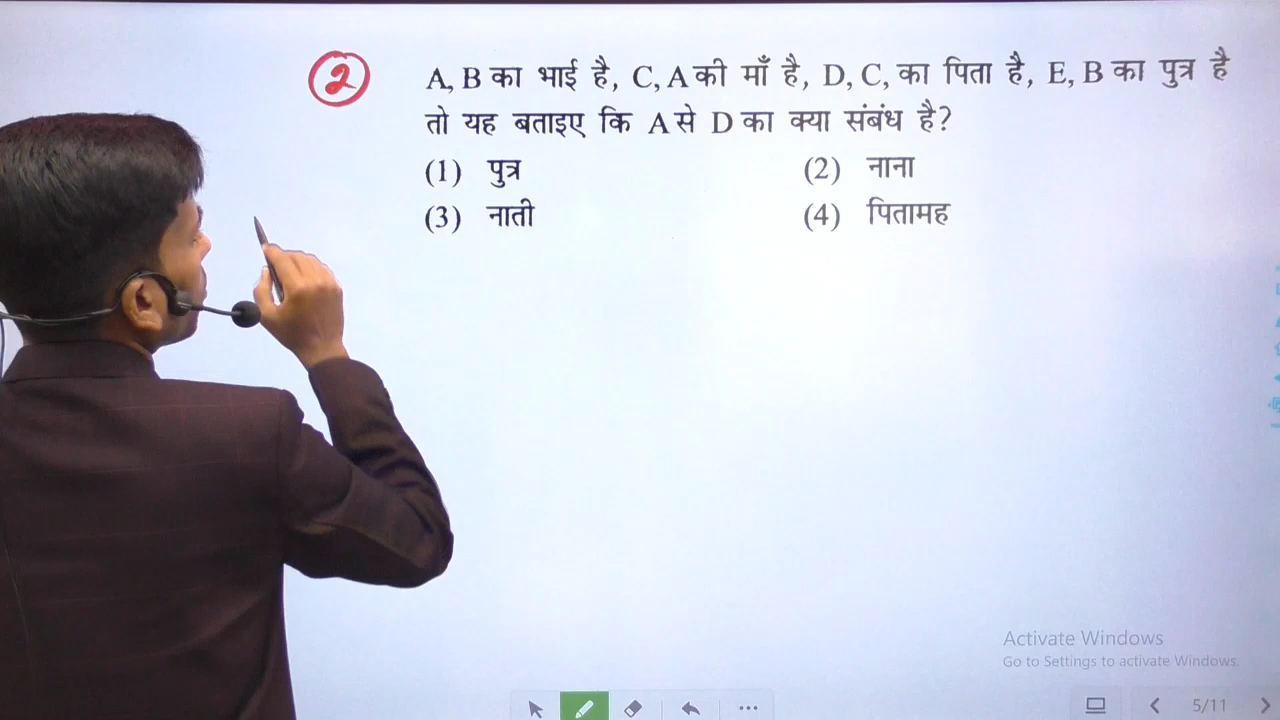 2
A, B का भाई है, C, A की माँ है, D, C, का पिता है, E, B का पुत्र है
तो यह बताइए कि A से D का क्या संबंध है?
(1) पुत्र (2) नाना
(3) नाती (4) पितामह
Activate Windows
Go to Settings to activate Windows.
5/11